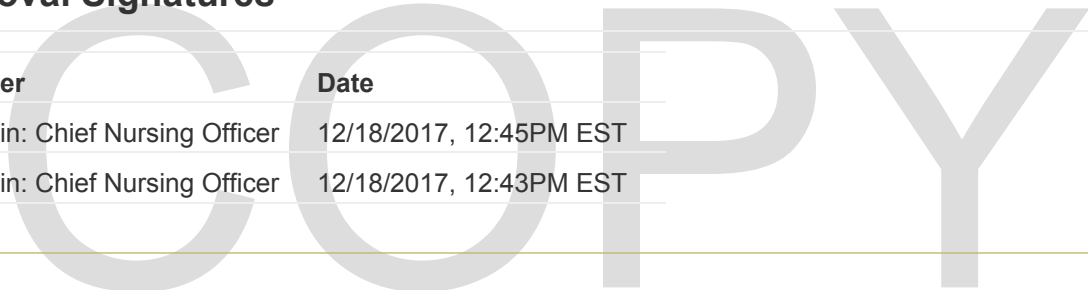 oval Signatures
er Date
in: Chief Nursing Officer 12/18/2017, 12:45PM EST
in: Chief Nursing Officer 12/18/2017, 12:43PM EST
COPY